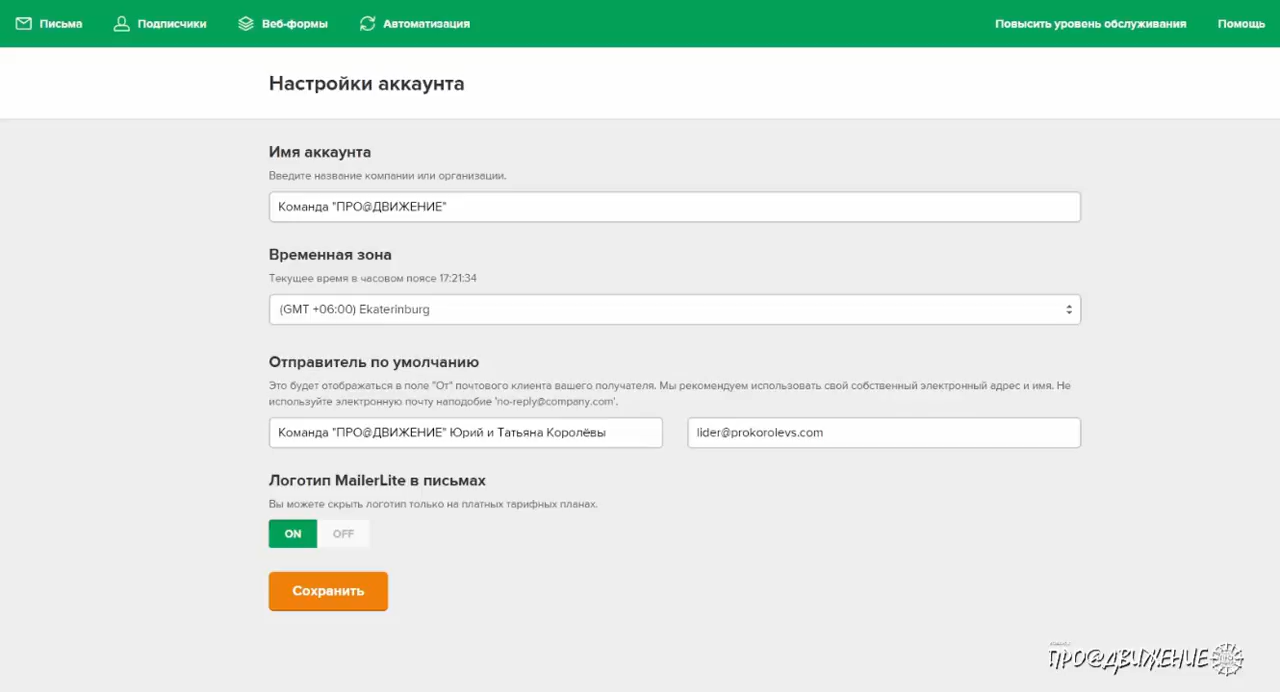 Письма Подписчики Веб-формы Автоматизация Повысить уровень обслуживания Помощь
Настройки аккаунта
Имя аккаунта
Введите название компании или организации.
Команда "ПРО@ДВИЖЕНИЕ"
Временная зона
Текущее время в часовом поясе 17:21:34
(GMT +06:00) Ekaterinburg
Отправитель по умолчанию
Это будет отображаться в поле "От" почтового клиента вашего получателя. Мы рекомендуем использовать свой собственный электронный адрес и имя. Не
используйте электронную почту наподобие 'no-reply@company.com'.
Команда "ПРО@ДВИЖЕНИЕ" Юрий и Татьяна Королёвы lider@prokorolevs.com
Логотип MailerLite в письмах
Вы можете скрыть логотип только на платных тарифных планах.
ON OFF
Сохранить
ПРО@ДВИЖЕНИЕ